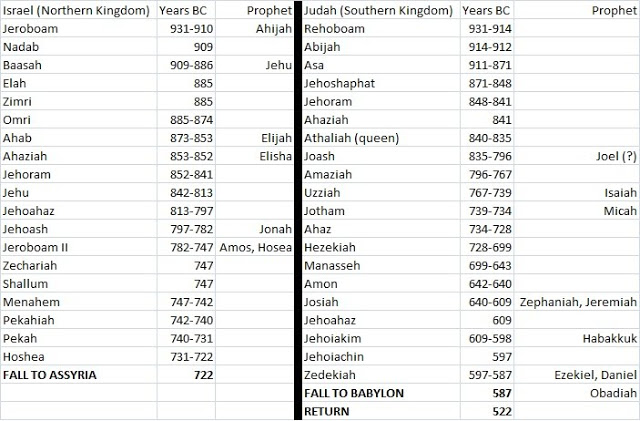 Israel (Northern Kingdom) Years BC Prophet Judah (Southern Kingdom) Years BC Prophet
Jeroboam 931-910 Ahijah Rehoboam 931-914
Nadab 909 Abijah 914-912
Baasah 909-886 Jehu Asa 911-871
Elah 885 Jehoshaphat 871-848
Zimri 885 Jehoram 848-841
Omri 885-874 Ahaziah 841
Ahab 873-853 Elijah Athaliah (queen) 840-835
Ahaziah 853-852 Elisha Joash 835-796 Joel (?)
Jehoram 852-841 Amaziah 796-767
Jehu 842-813 Uzziah 767-739 Isaiah
Jehoahaz 813-797 Jotham 739-734 Micah
Jehoash 797-782 Jonah Ahaz 734-728
Jeroboam II 782-747 Amos, Hosea Hezekiah 728-699
Zechariah 747 Manasseh 699-643
Shallum 747 Amon 642-640
Menahem 747-742 Josiah 640-609 Zephaniah, Jeremiah
Pekahiah 742-740 Jehoahaz 609
Pekah 740-731 Jehoiakim 609-598 Habakkuk
Hoshea 731-722 Jehoiachin 597
FALL TO ASSYRIA 722 Zedekiah 597-587 Ezekiel, Daniel
FALL TO BABYLON 587 Obadiah
RETURN 522